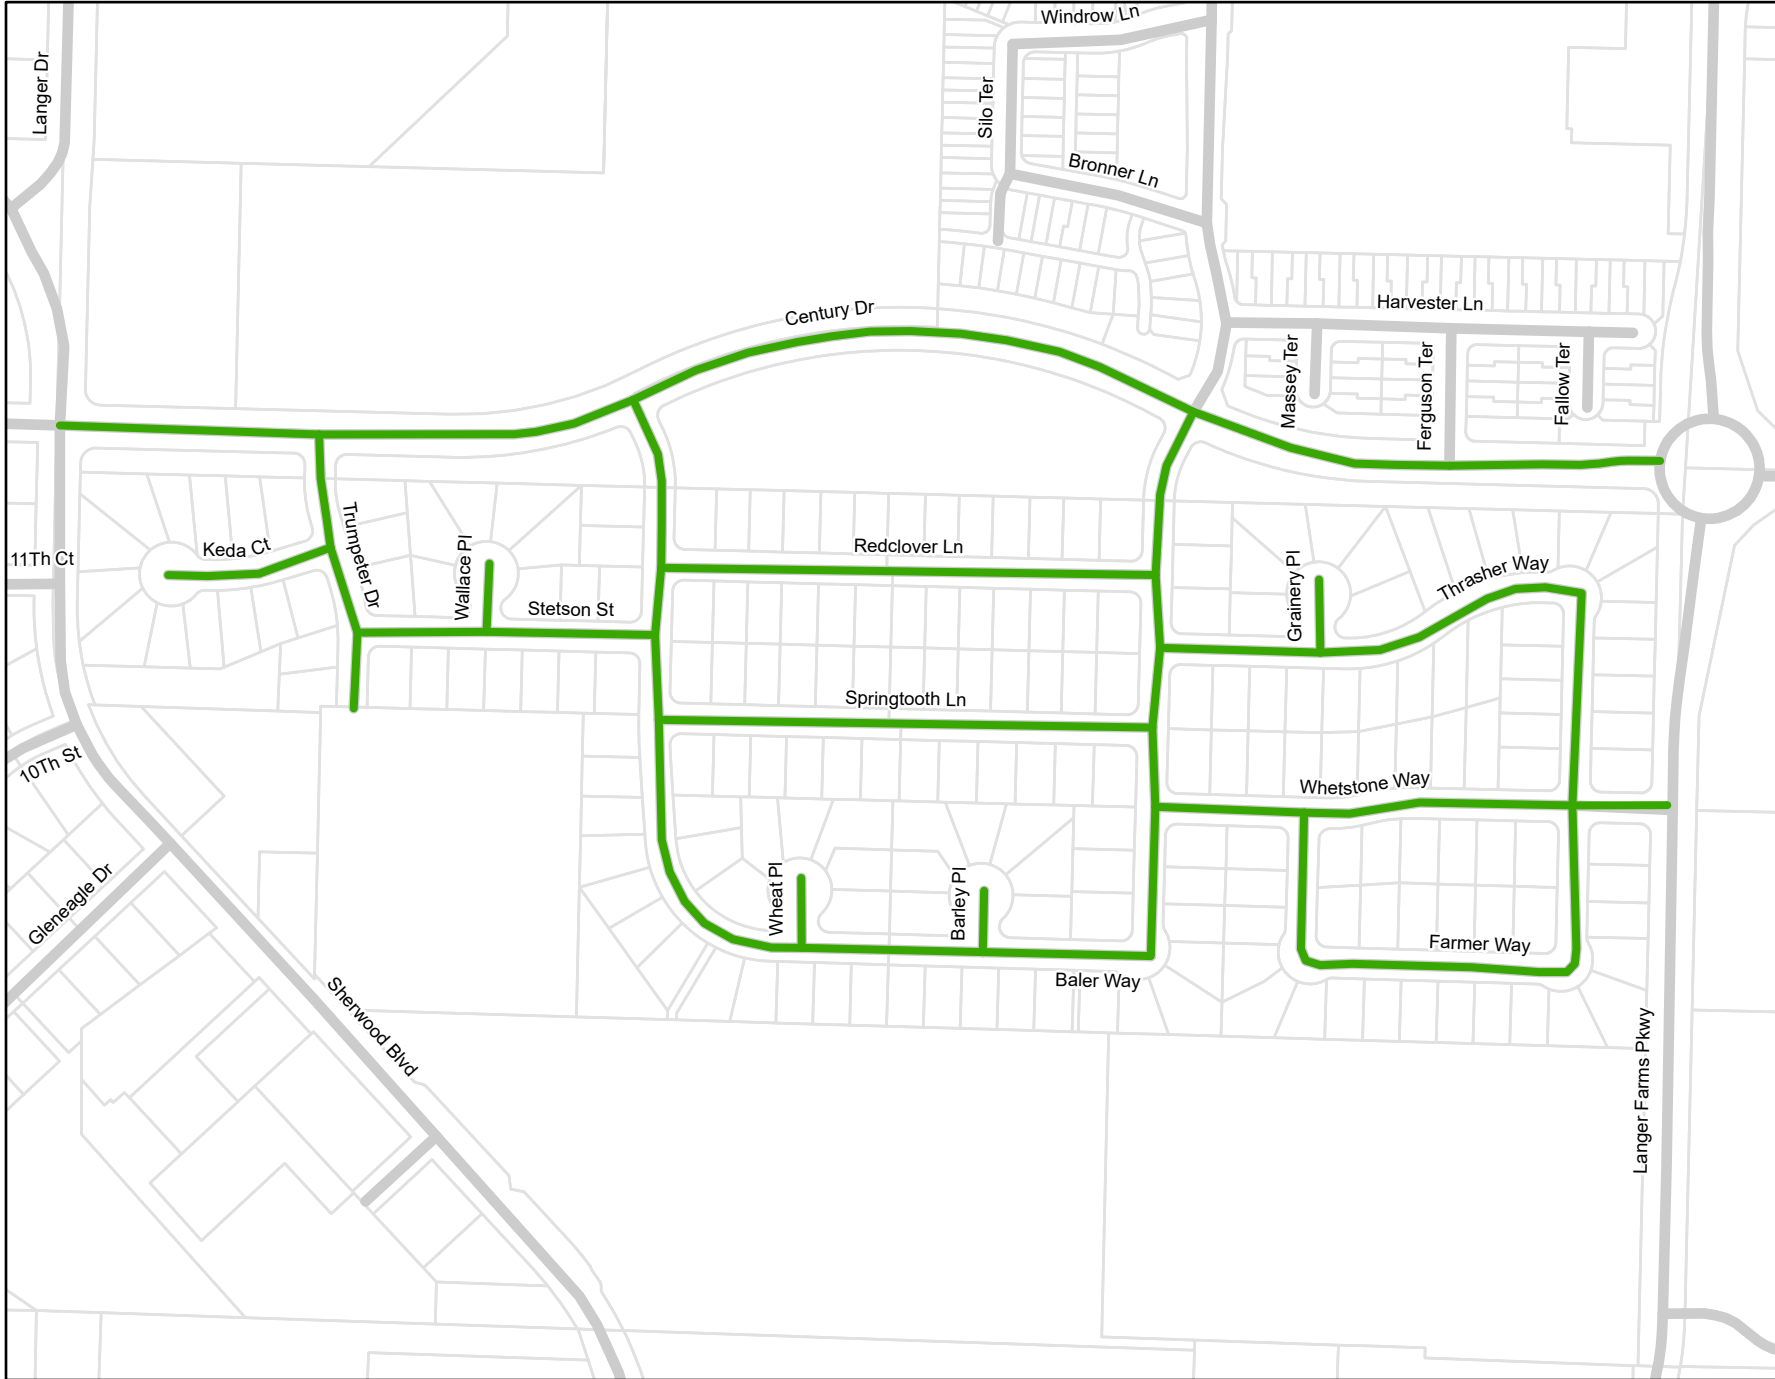 Windrow Ln
Langer Dr
Silo Ter
Bronner Ln
Century Dr
Harvester Ln
Massey Ter
Ferguson Ter
Fallow Ter
11Th Ct
Keda Ct
Trumpeter Dr
Wallace Pl
Stetson St
Redclover Ln
Grainery Pl
Thrasher Way
Springtooth Ln
10Th St
Whetstone Way
Gleneagle Dr
Wheat Pl
Barley Pl
Farmer Way
Baler Way
Sherwood Blvd
Langer Farms Pkwy